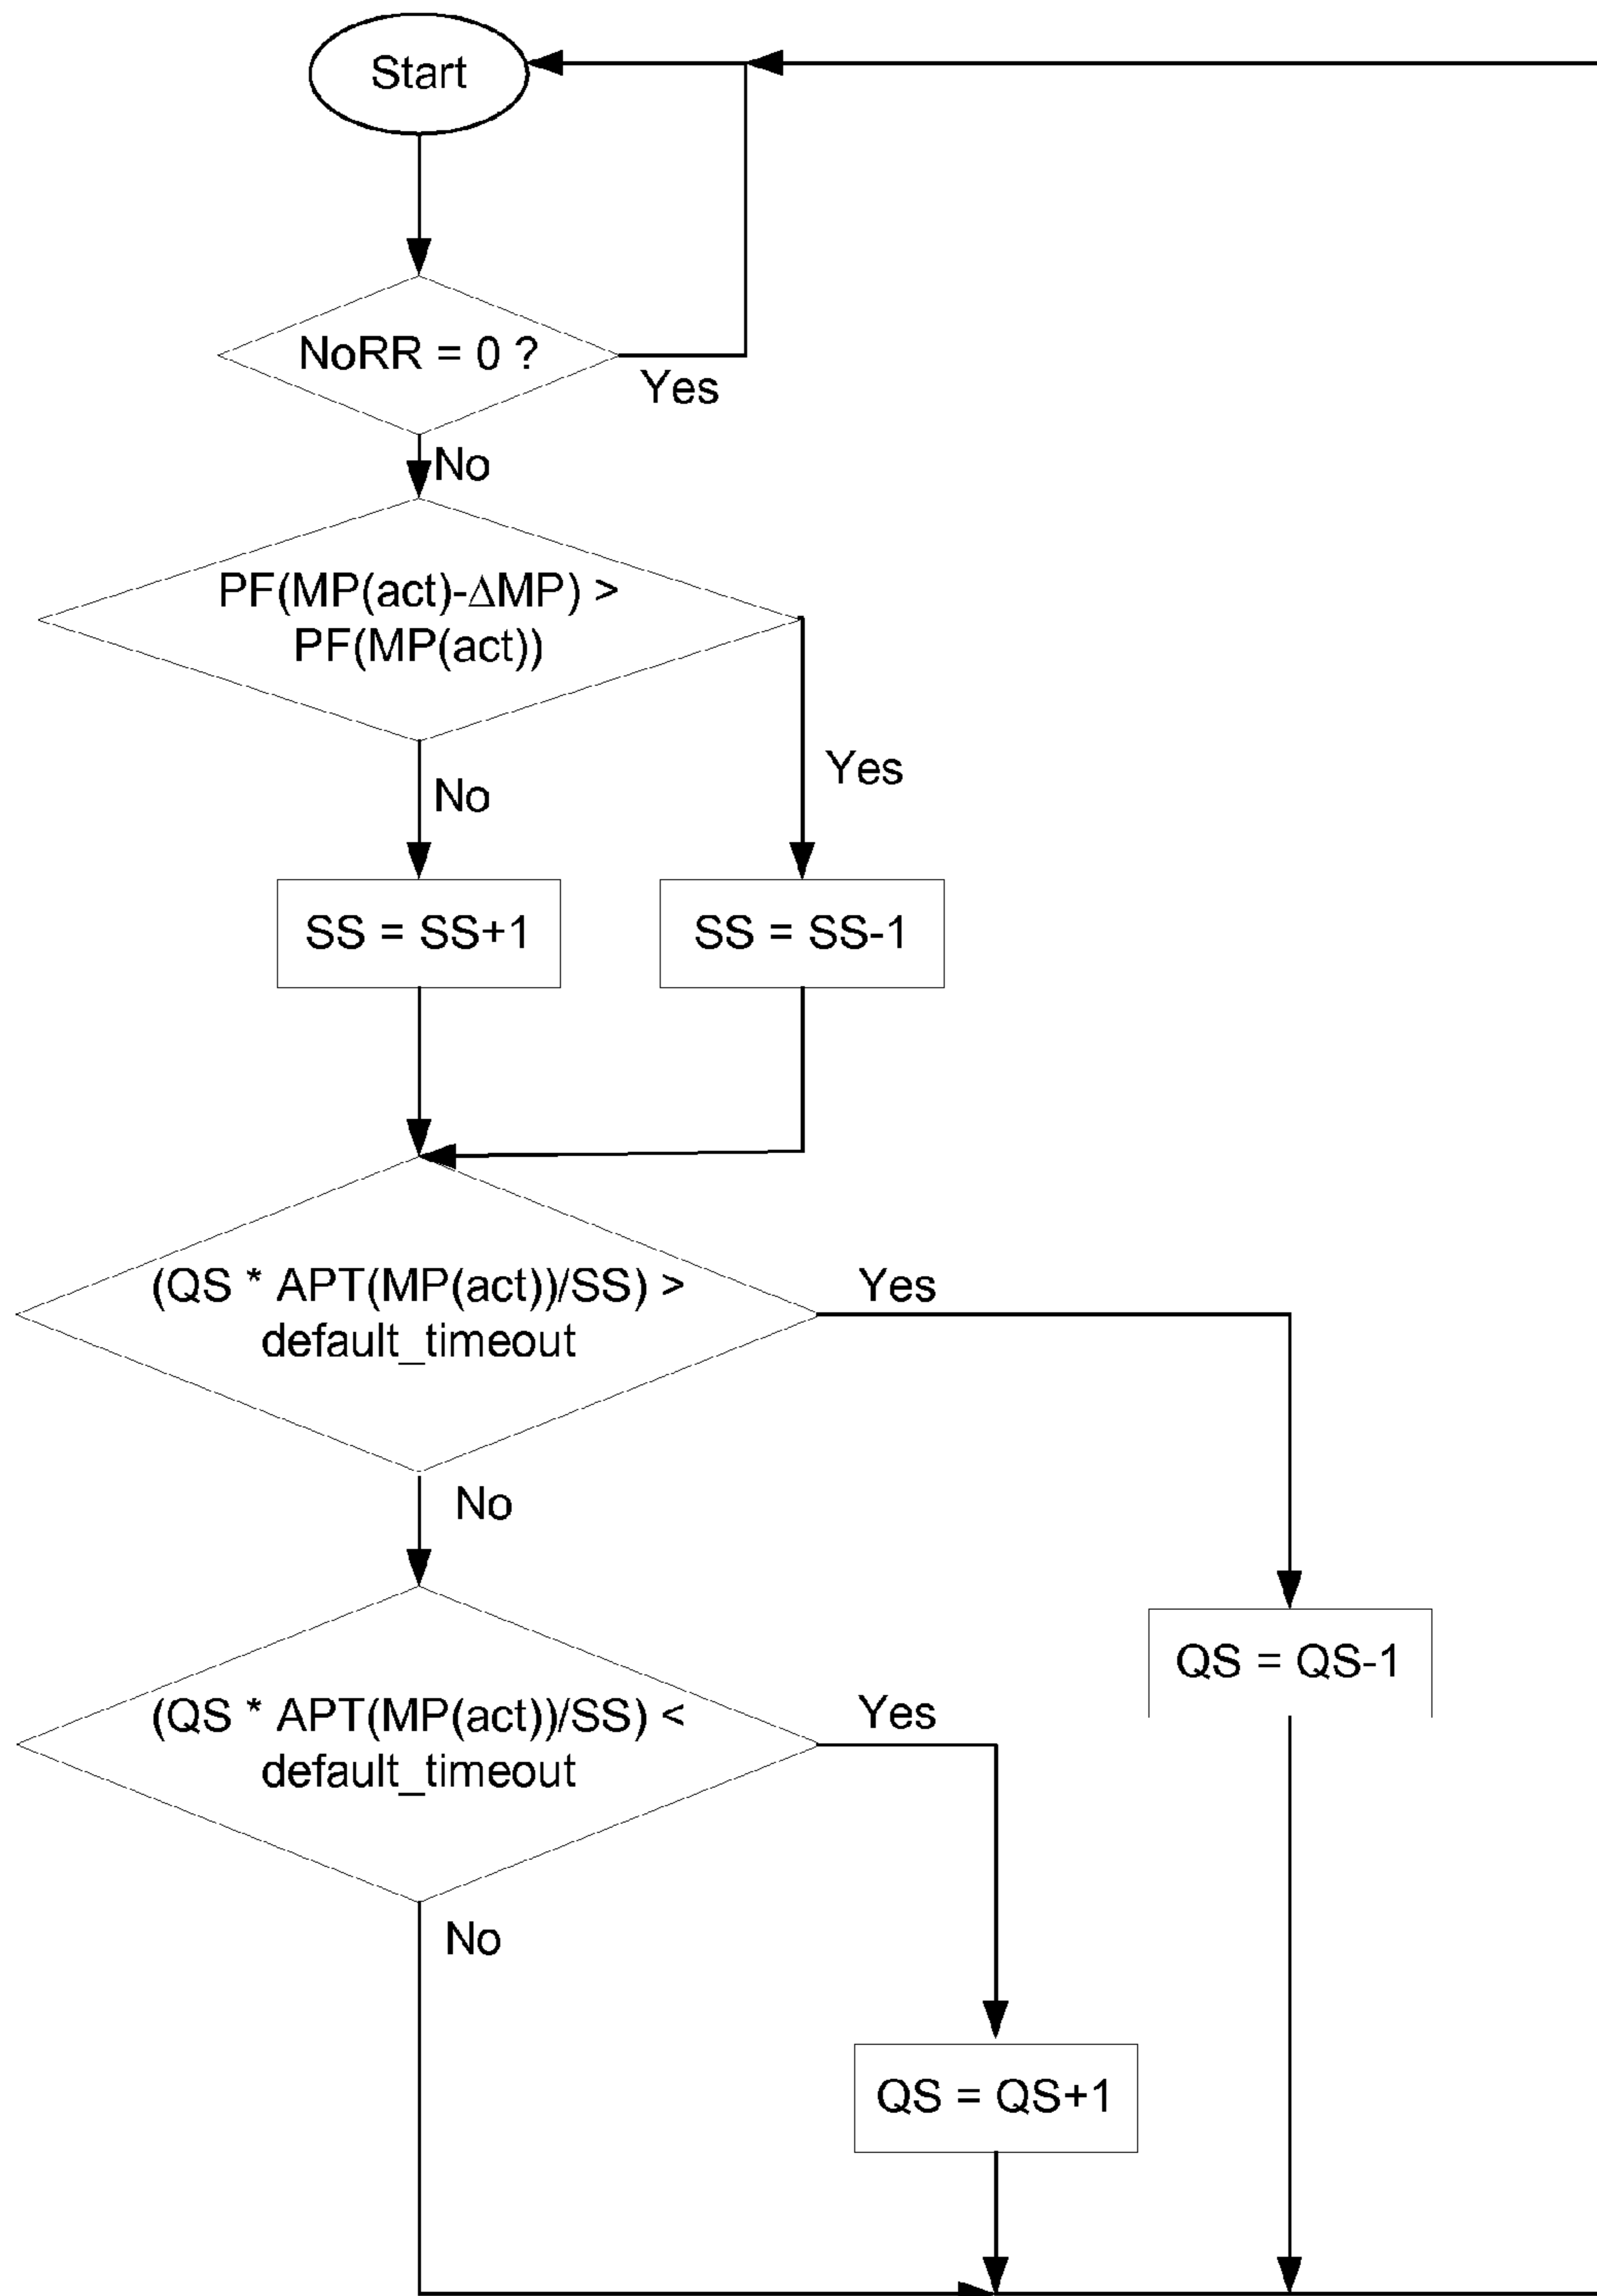 Start
NoRR = 0 ?
Yes
No
PF(MP(act)-ΔMP) >
PF(MP(act))
Yes
No
SS = SS+1
SS = SS-1
(QS * APT(MP(act))/SS) >
default_timeout
Yes
No
QS = QS-1
(QS * APT(MP(act))/SS) <
default_timeout
Yes
No
QS = QS+1